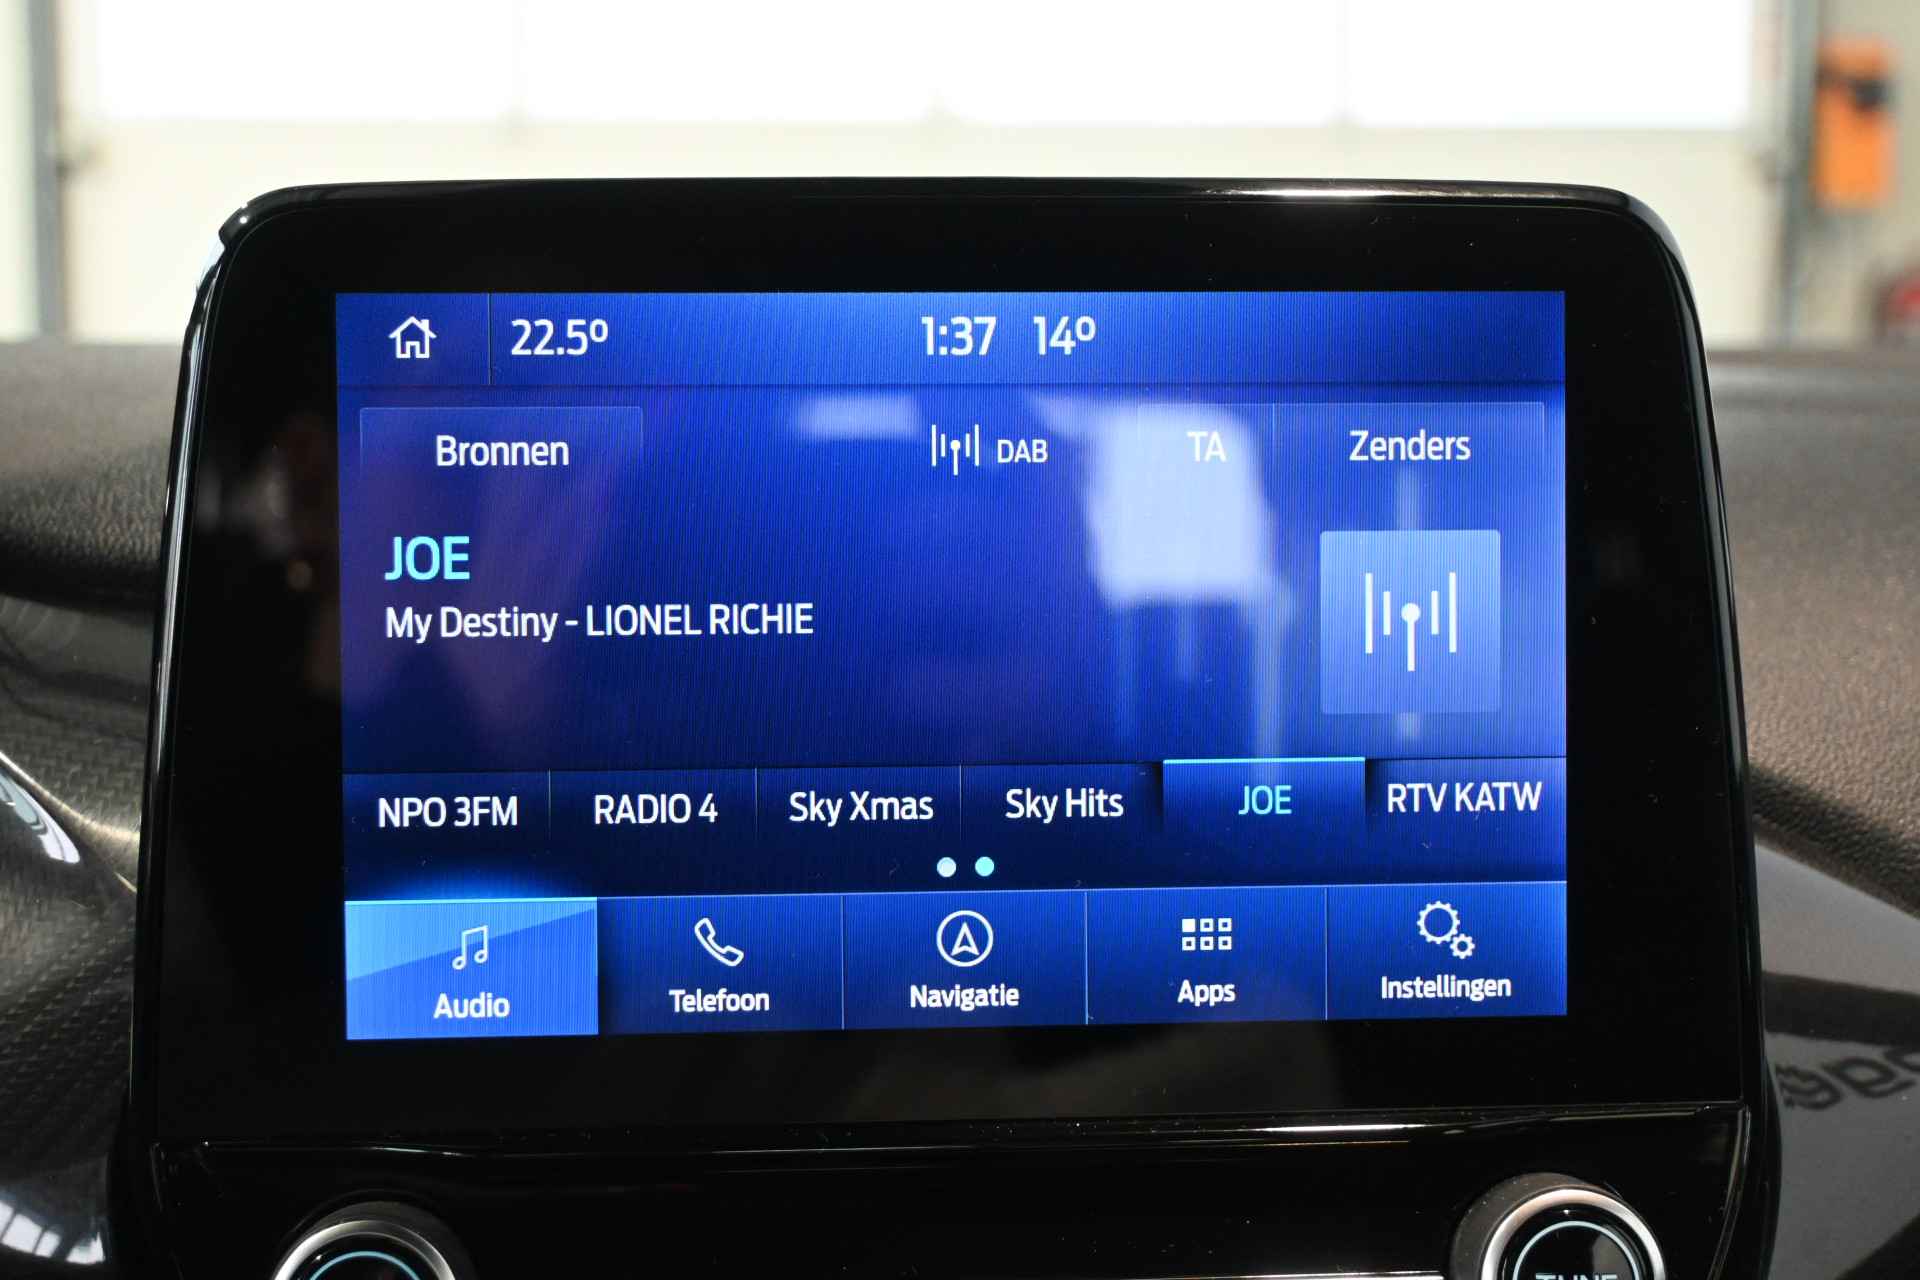 22.5º 1:37 14º
Bronnen DAB TA Zenders
JOE
My Destiny - LIONEL RICHIE
NPO 3FM RADIO 4 Sky Xmas Sky Hits JOE RTV KATW
Audio Telefoon Navigatie Apps Instellingen
TUNE